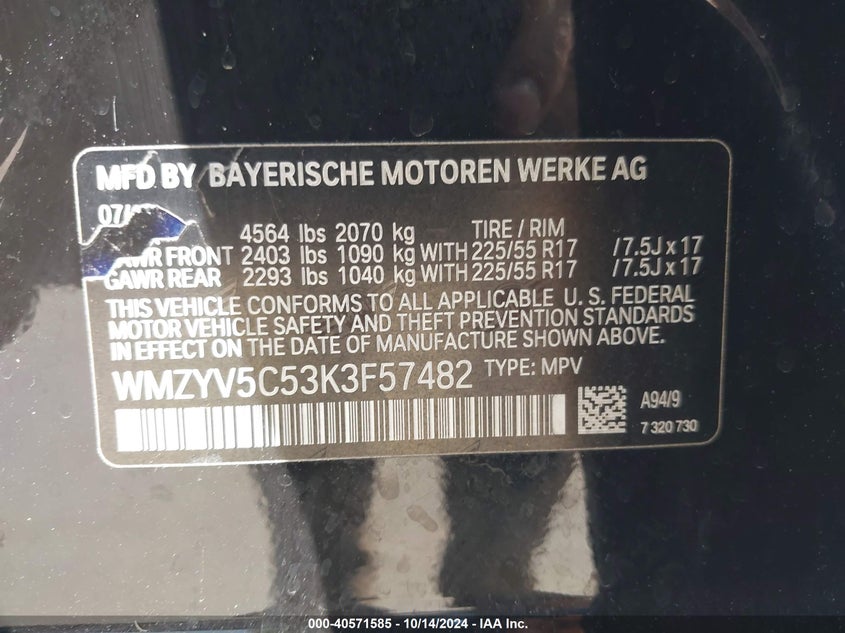 MFD BY BAYERISCHE MOTOREN WERKE AG
07/
4564 lbs 2070 kg TIRE / RIM
FRONT 2403 lbs 1090 kg WITH 225/55 R17 /7.5J x 17
GAWR REAR 2293 lbs 1040 kg WITH 225/55 R17 /7.5J x 17
THIS VEHICLE CONFORMS TO ALL APPLICABLE U. S. FEDERAL
MOTOR VEHICLE SAFETY AND THEFT PREVENTION STANDARDS
IN EFFECT ON THE DATE OF MANUFACTURE SHOWN ABOVE.
WMZYV5C53K3F57482 TYPE: MPV
A94/9
7 320 730
000-40571585 - 10/14/2024 - IAA Inc.